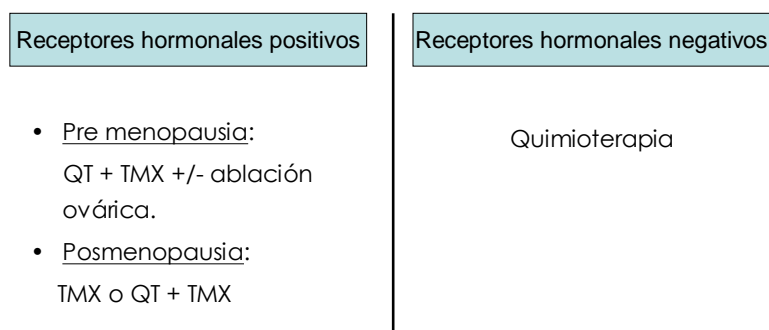 Receptores hormonales positivos
• Pre menopausia:
QT + TMX +/- ablación
ovárica.
• Posmenopausia:
TMX o QT + TMX
Receptores hormonales negativos
Quimioterapia